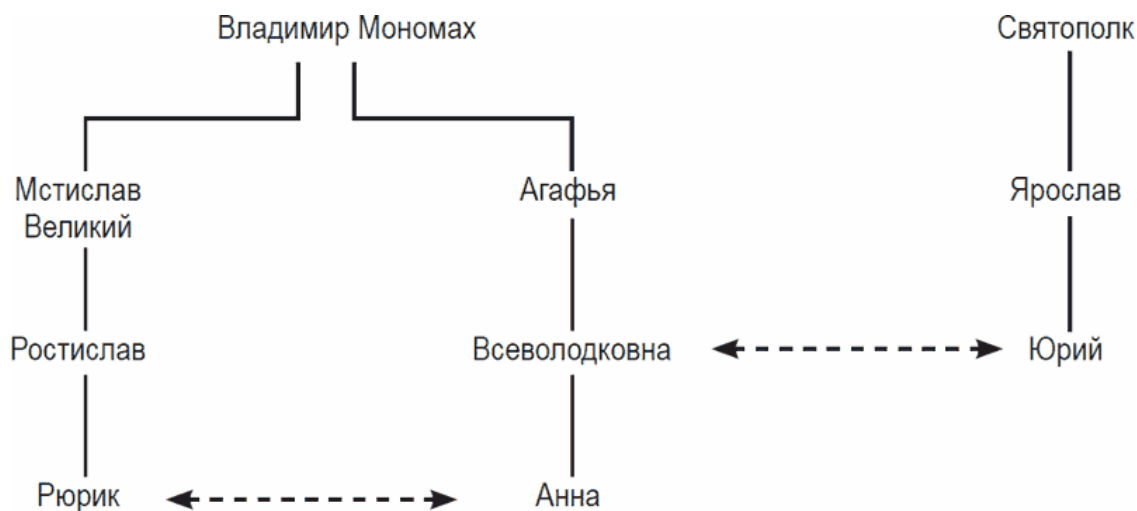 Владимир Мономах
Святополк
Мстислав
Великий
Агафья
Ярослав
Ростислав
Всеволодковна
Юрий
Рюрик
Анна